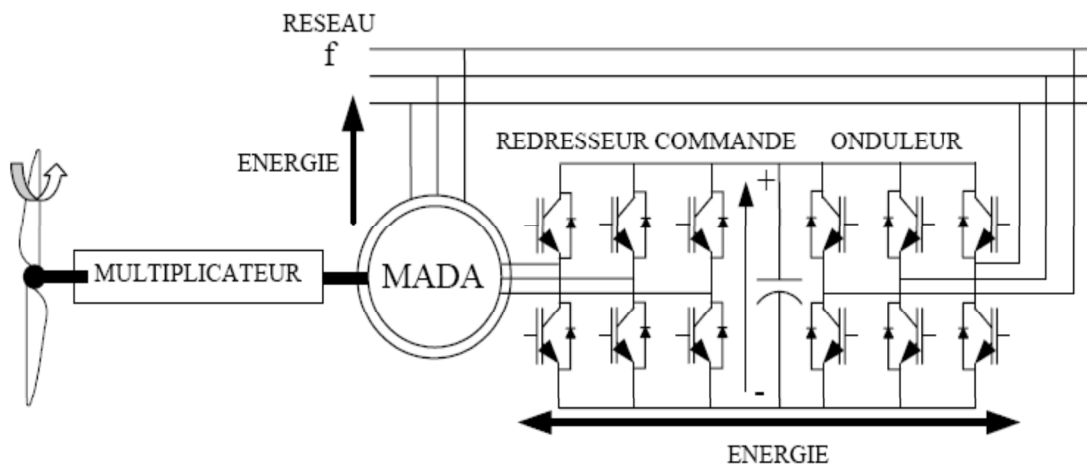 RESEAU
f
REDRESSEUR COMMANDE
ONDULEUR
ENERGIE
+
MULTIPLICATEUR
MADA
-
ENERGIE